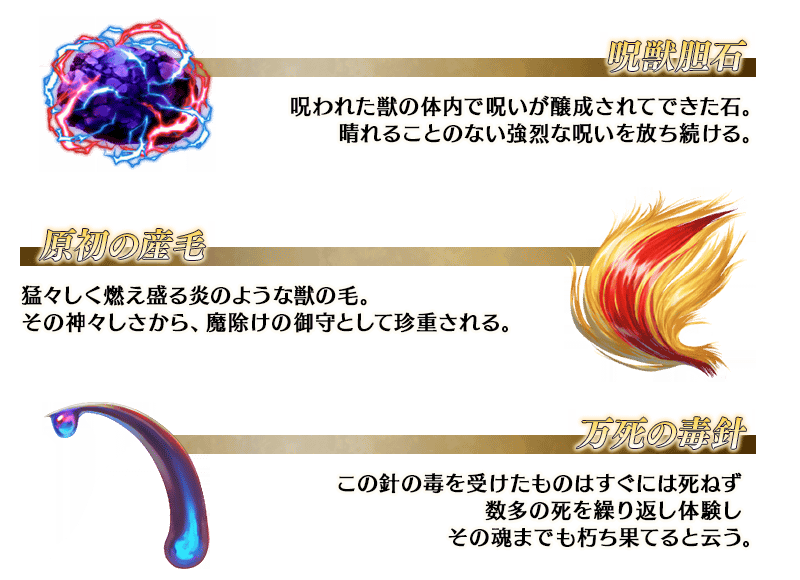 呪獣胆石
呪われた獣の体内で呪いが醸成されてできた石。
晴れることのない強烈な呪いを放ち続ける。
原初の産毛
猛々しく燃え盛る炎のような獣の毛。
その神々しさから、魔除けの御守として珍重される。
万死の毒針
この針の毒を受けたものはすぐには死ねず
数多の死を繰り返し体験し
その魂までも朽ち果てると云う。